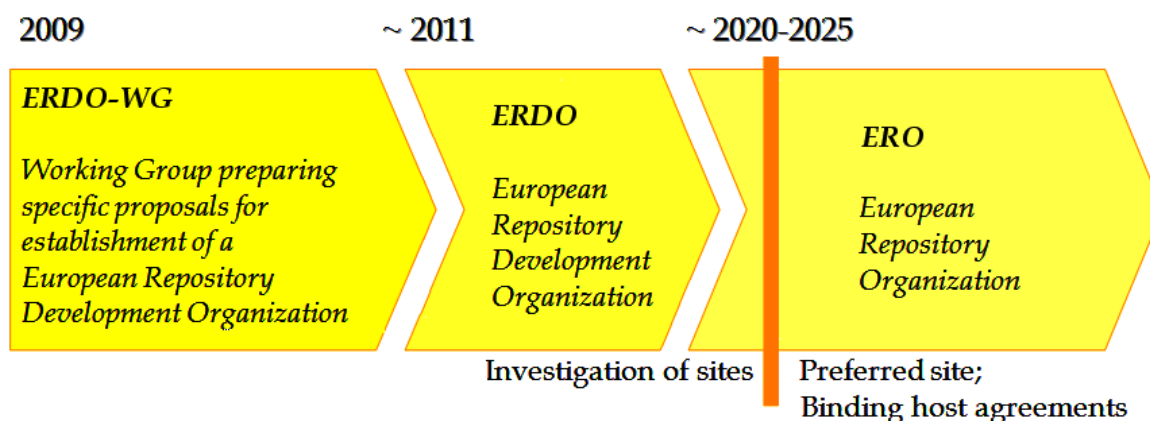 2009
~ 2011
~ 2020-2025
ERDO-WG
Working Group preparing
specific proposals for
establishment of a
European Repository
Development Organization
ERDO
European
Repository
Development
Organization
ERO
European
Repository
Organization
Investigation of sites
Preferred site;
Binding host agreements